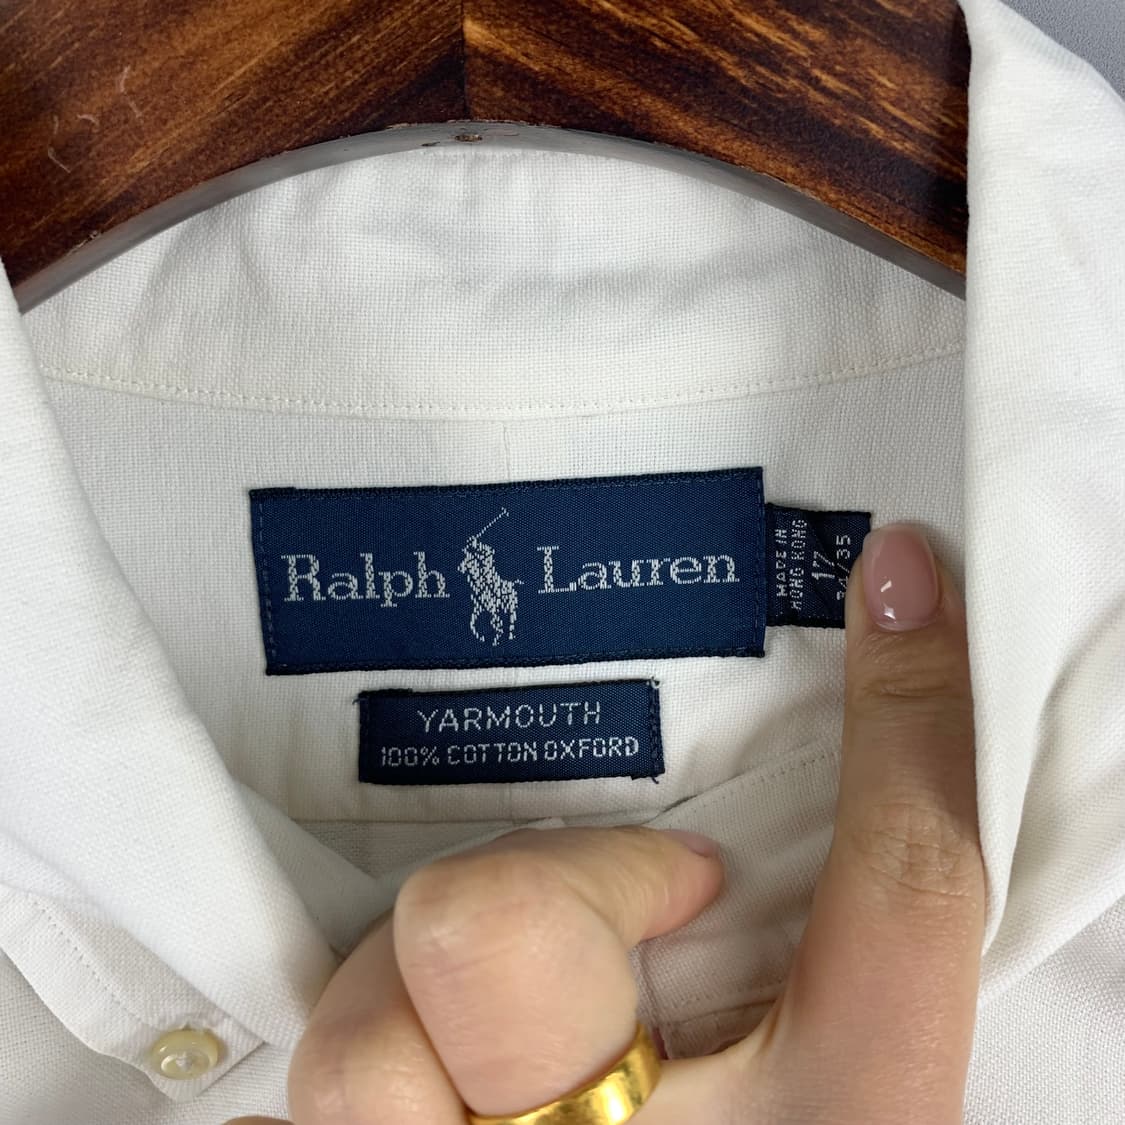 Ralph Lauren
MADE IN
HONG KONG
17
34/35
YARMOUTH
100% COTTON OXFORD